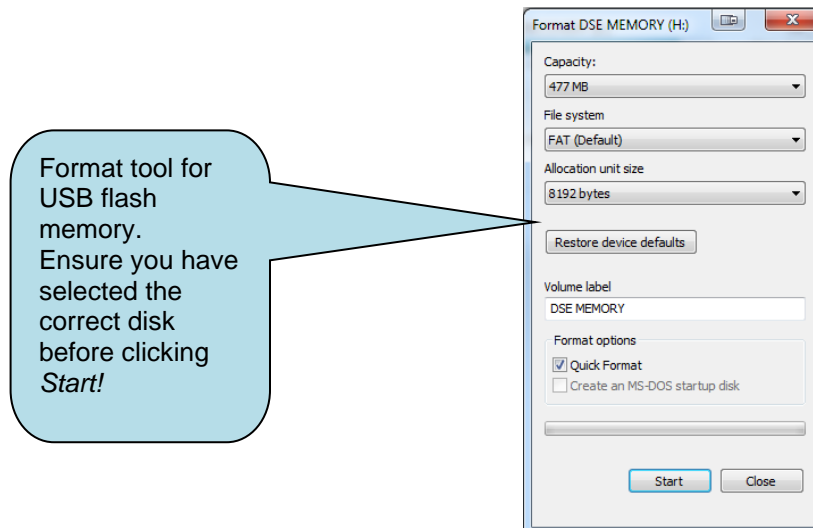 Format tool for
USB flash
memory.
Ensure you have
selected the
correct disk
before clicking
Start!
Format DSE MEMORY (H:)
Capacity:
477 MB
File system
FAT (Default)
Allocation unit size
8192 bytes
Restore device defaults
Volume label
DSE MEMORY
Format options
Quick Format
Create an MS-DOS startup disk
Start
Close